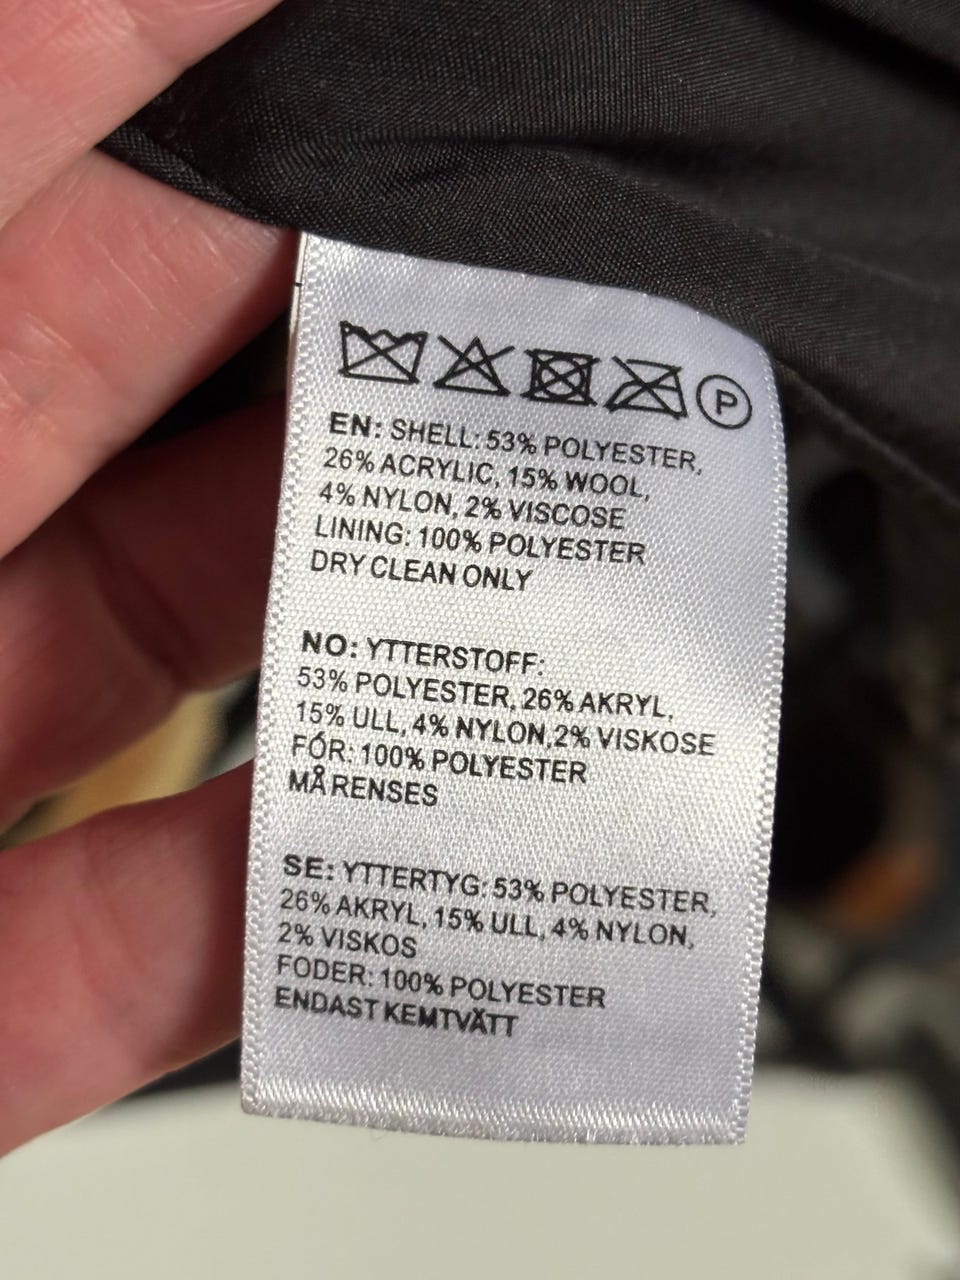 P
EN: SHELL: 53% POLYESTER,
26% ACRYLIC, 15% WOOL,
4% NYLON, 2% VISCOSE
LINING: 100% POLYESTER
DRY CLEAN ONLY
NO: YTTERSTOFF:
53% POLYESTER, 26% AKRYL,
15% ULL, 4% NYLON,2% VISKOSE
FÓR: 100% POLYESTER
MÅ RENSES
SE: YTTERTYG: 53% POLYESTER,
26% AKRYL, 15% ULL, 4% NYLON,
2% VISKOS
FODER: 100% POLYESTER
ENDAST KEMTVÄTT